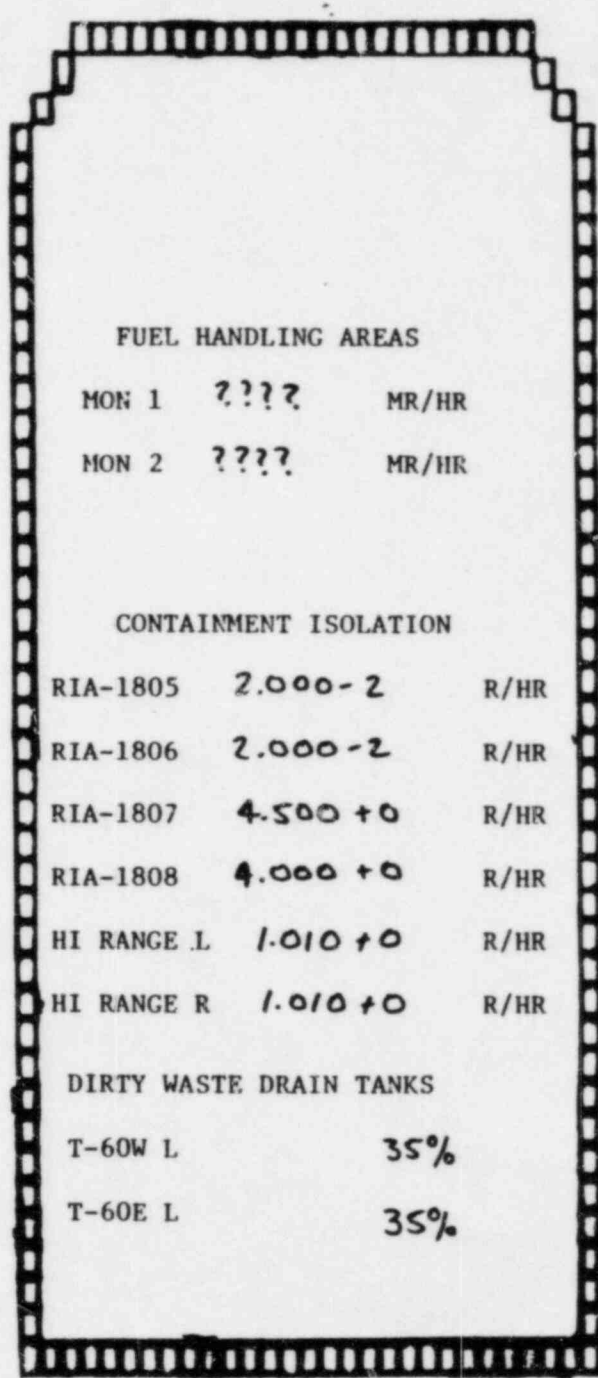 FUEL HANDLING AREAS
MON 1 ???? MR/HR
MON 2 ???? MR/HR
CONTAINMENT ISOLATION
RIA-1805 2.000-2 R/HR
RIA-1806 2.000-2 R/HR
RIA-1807 4.500+0 R/HR
RIA-1808 4.000+0 R/HR
HI RANGE L 1.010+0 R/HR
HI RANGE R 1.010+0 R/HR
DIRTY WASTE DRAIN TANKS
T-60W L 35%
T-60E L 35%